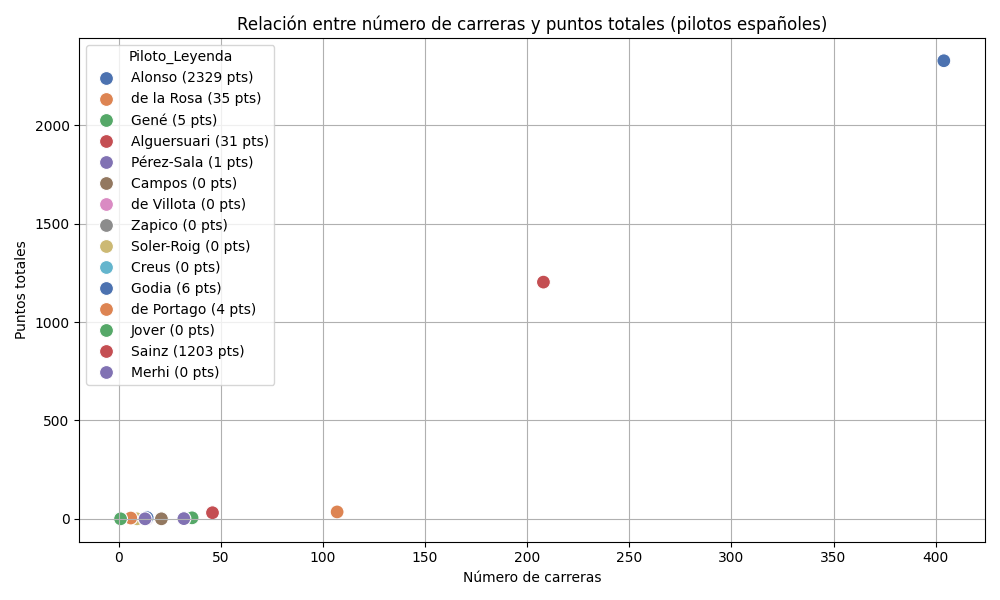 Relación entre número de carreras y puntos totales (pilotos españoles)
Piloto_Leyenda
Alonso (2329 pts)
de la Rosa (35 pts)
Gené (5 pts)
Alguersuari (31 pts)
Pérez-Sala (1 pts)
Campos (0 pts)
de Villota (0 pts)
Zapico (0 pts)
Soler-Roig (0 pts)
Creus (0 pts)
Godia (6 pts)
de Portago (4 pts)
Jover (0 pts)
Sainz (1203 pts)
Merhi (0 pts)
Puntos totales
2000
1500
1000
500
0
0 50 100 150 200 250 300 350 400
Número de carreras